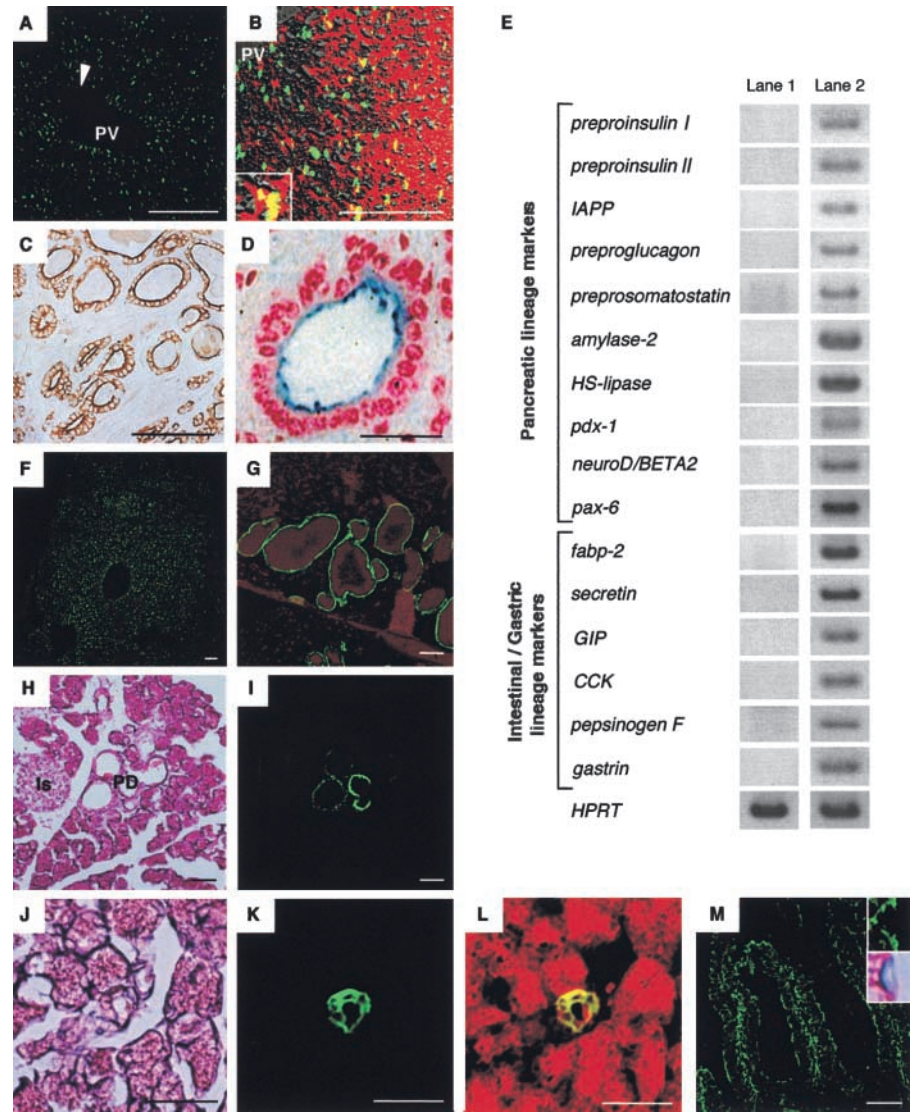 A
PV
B
PV
C
D
E
Lane 1 Lane 2
Pancreatic lineage markers
preproinsulin I
preproinsulin II
IAPP
preproglucagon
preprosomatostatin
amylase-2
HS-lipase
pdx-1
neuroD/BETA2
pax-6
Intestinal / Gastric
lineage markers
fabp-2
secretin
GIP
CCK
pepsinogen F
gastrin
HPRT
F
G
H
Is
PD
I
J
K
L
M